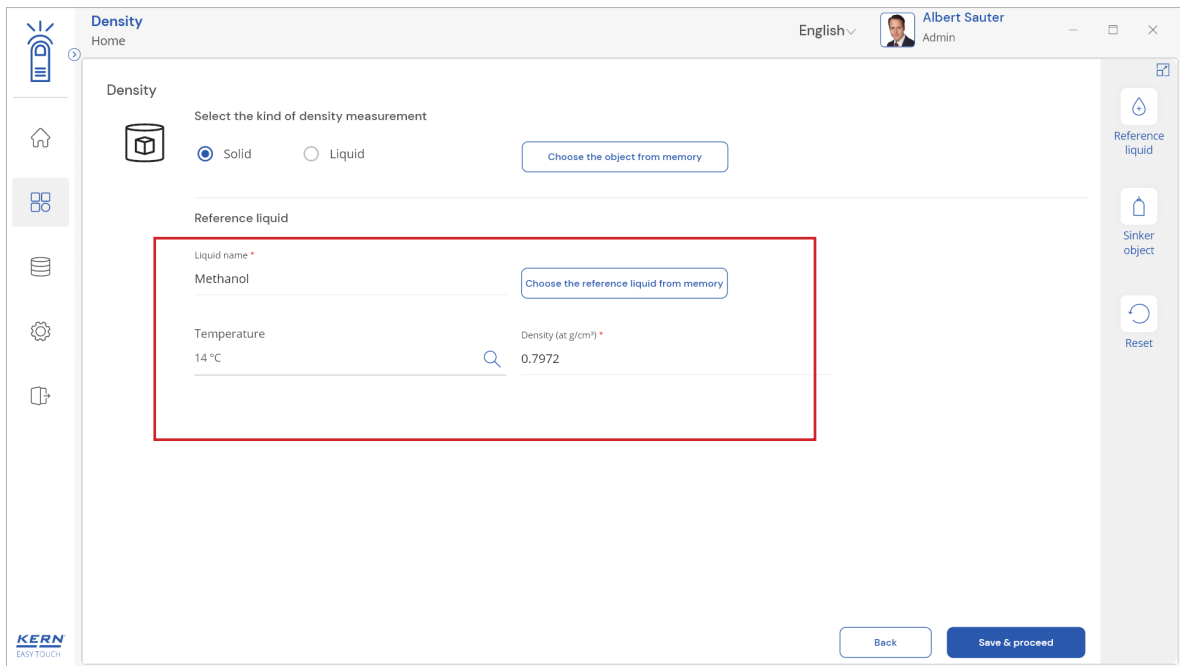 Density
Home
English
Albert Sauter
Admin
Density
Select the kind of density measurement
Solid
Liquid
Choose the object from memory
Reference liquid
Liquid name *
Methanol
Choose the reference liquid from memory
Temperature
14 °C
Density (at g/cm³) *
0.7972
Reference
liquid
Sinker
object
Reset
KERN
EASY TOUCH
Back
Save & proceed